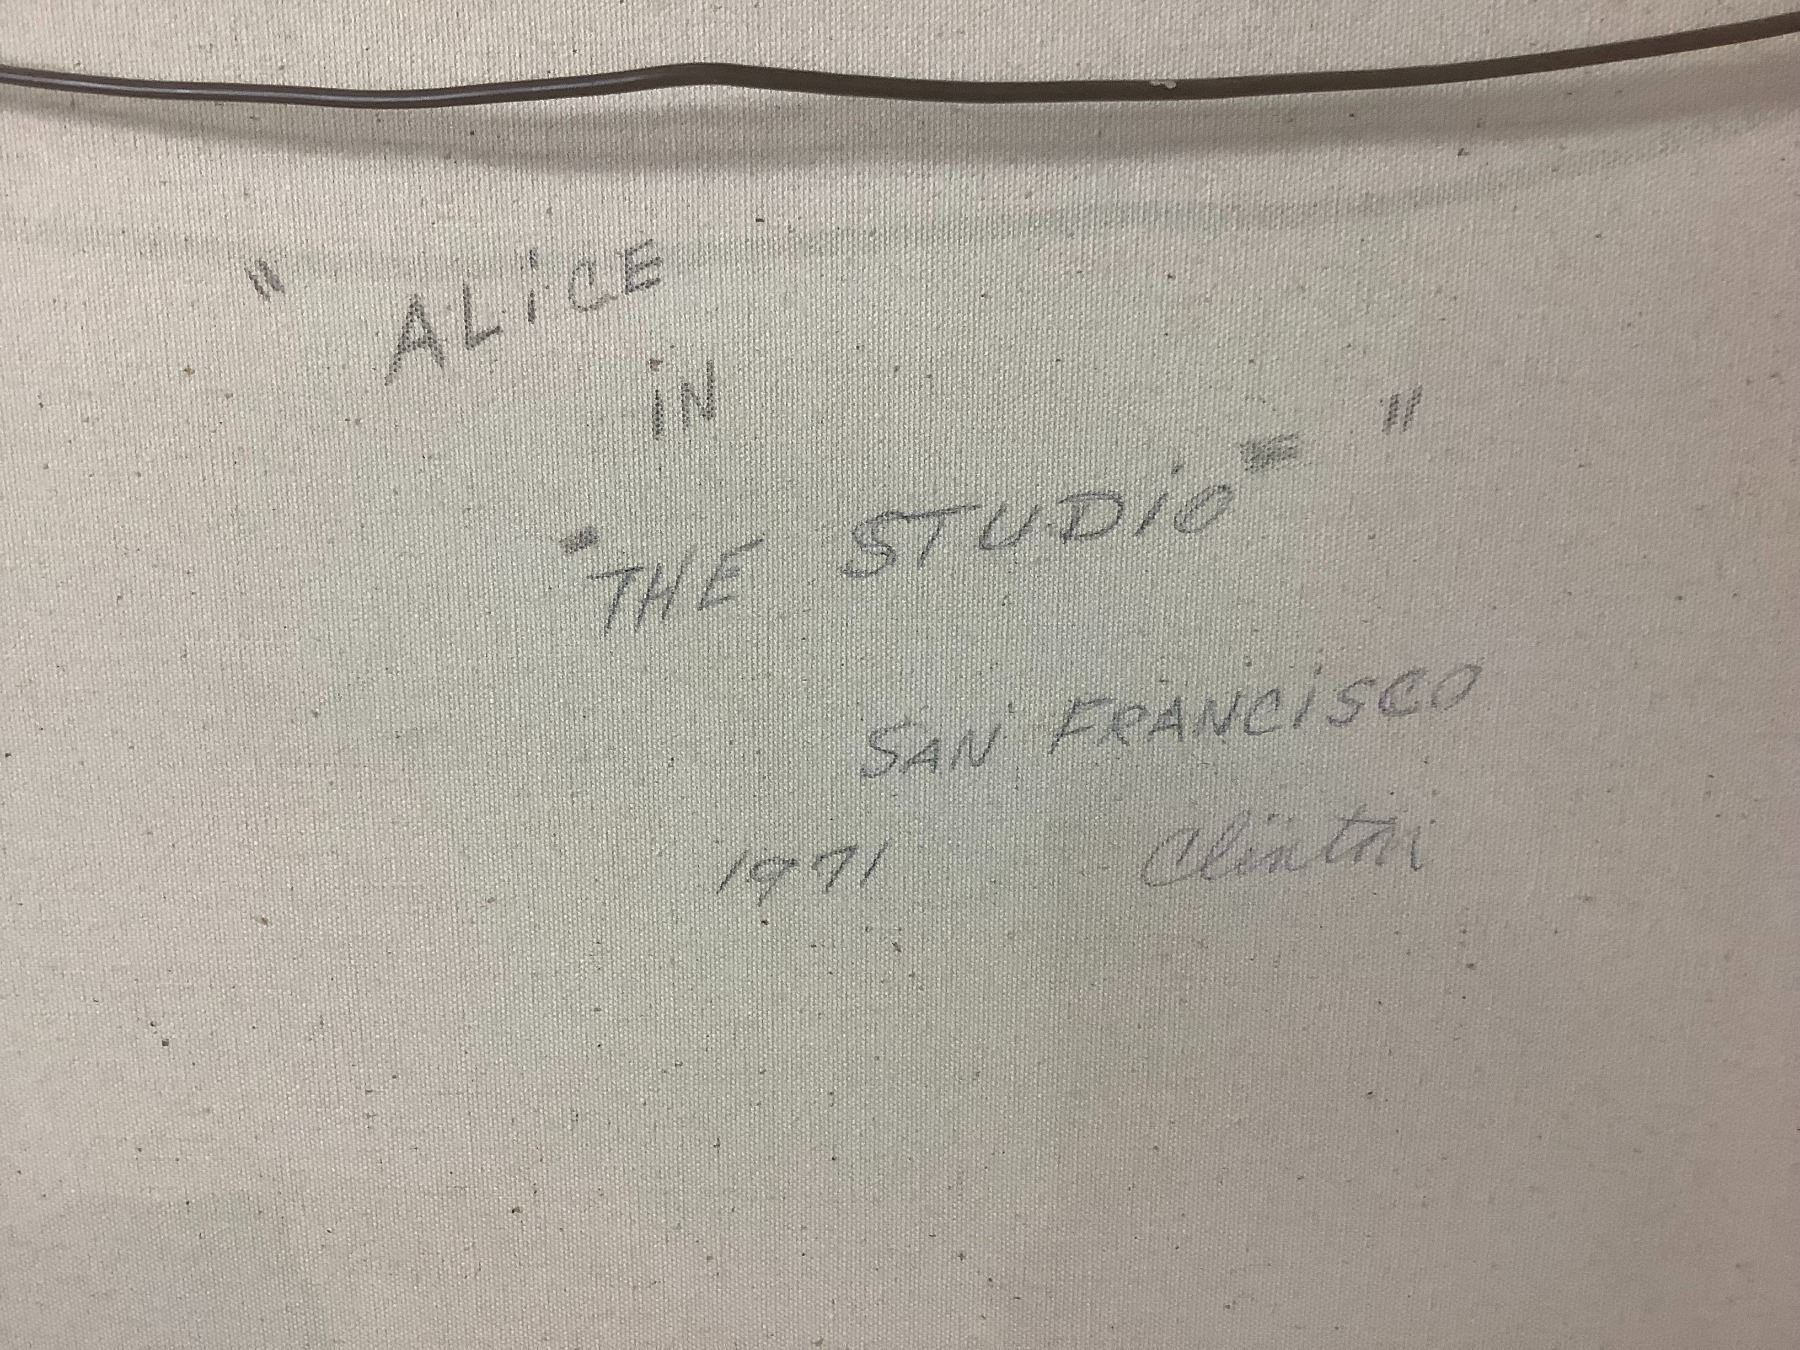 " ALiCE
iN
"THE STUDiO" "
SAN FRANCiSCO
1971 Clinton